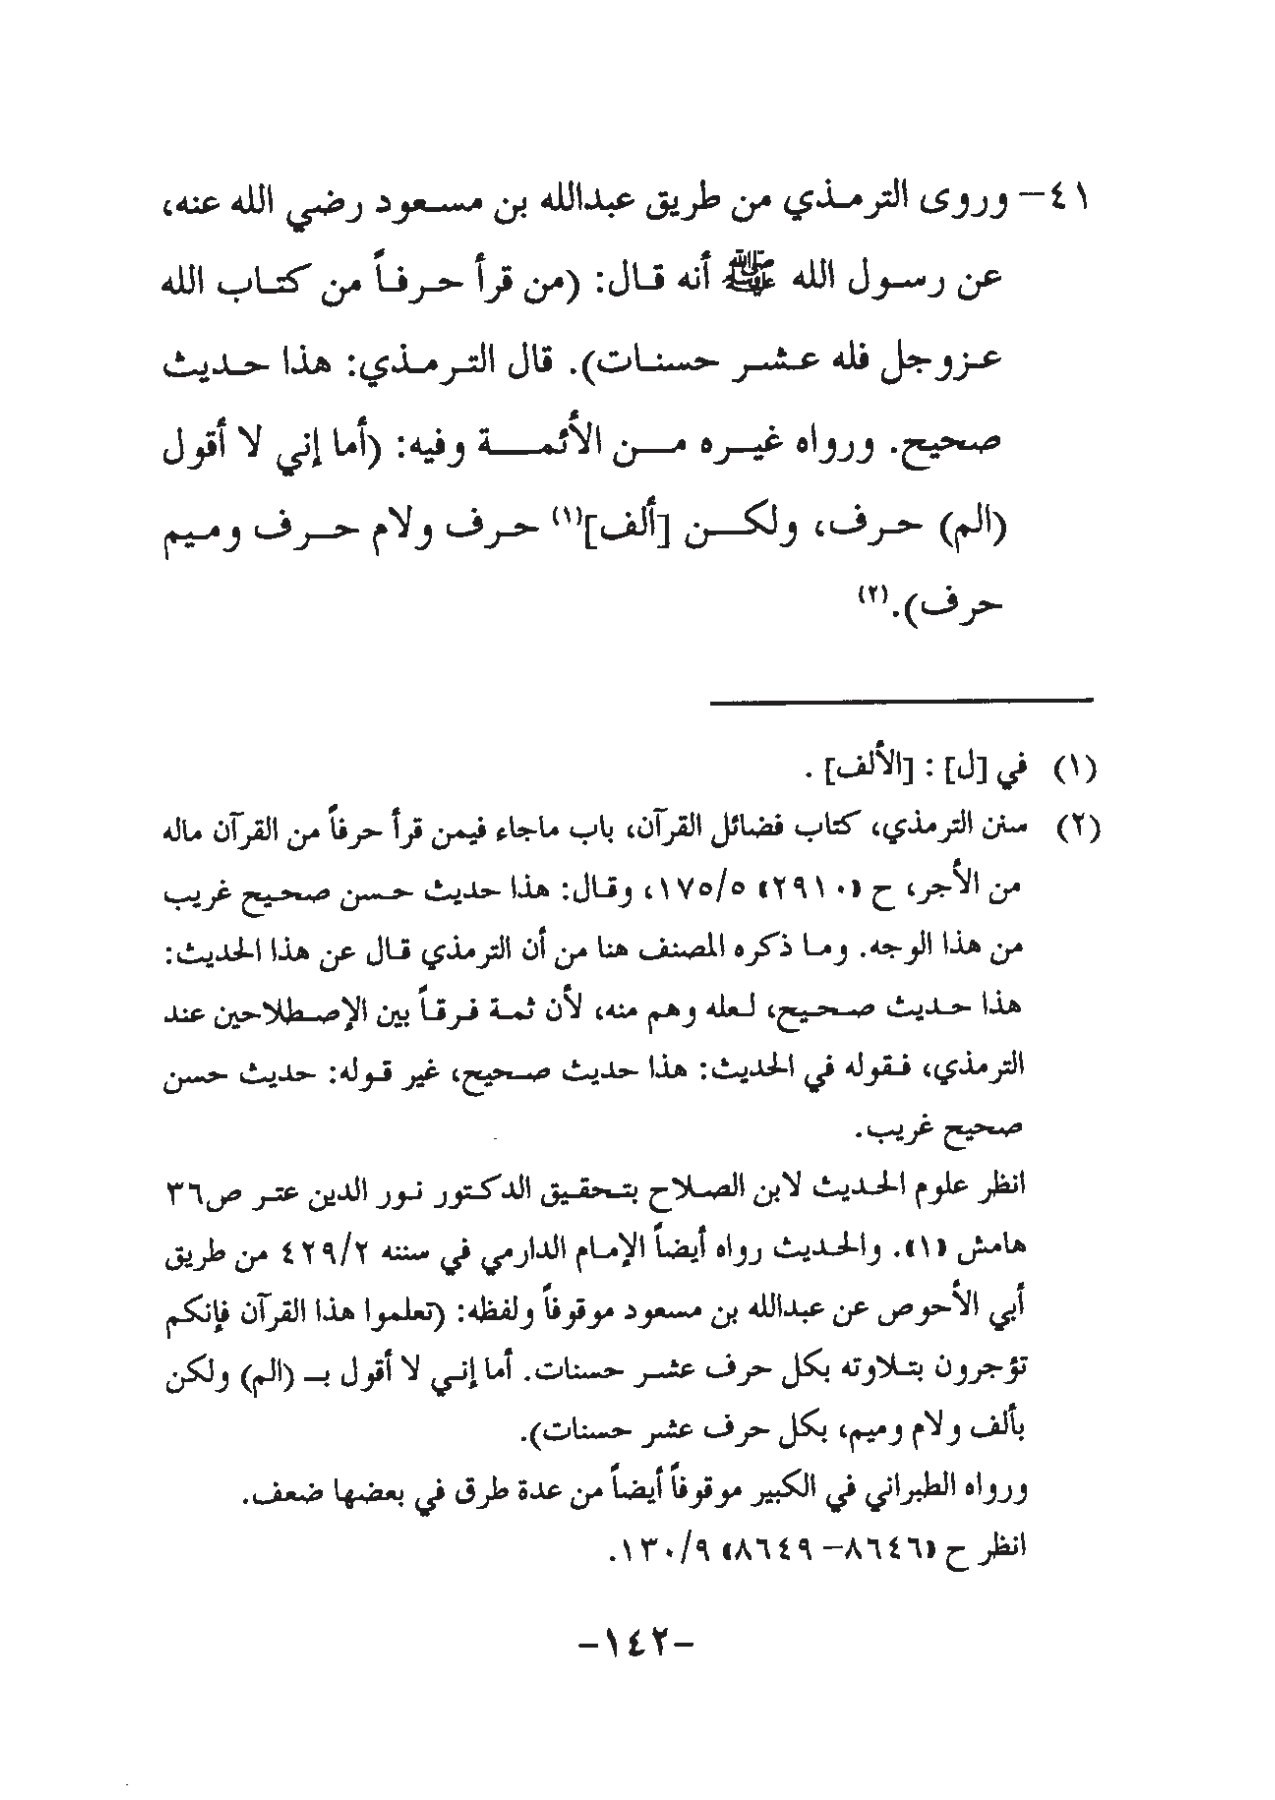 ٤١- وروى الترمذي من طريق عبدالله بن مسعود رضي الله عنه،
عن رسول الله ﷺ أنه قال: (من قرأ حرفاً من كتاب الله
عزوجل فله عشر حسنات). قال الترمذي: هذا حديث
صحيح. ورواه غيره من الأئمة وفيه: (أما إني لا أقول
(الم) حرف، ولكن [ألف](١) حرف ولام حرف وميم
حرف).(٢)
(١) في [ل] : [الألف] .
(٢) سنن الترمذي، كتاب فضائل القرآن، باب ماجاء فيمن قرأ حرفاً من القرآن ماله
من الأجر، ح «٢٩١٠» ١٧٥/٥، وقال: هذا حديث حسن صحيح غريب
من هذا الوجه. وما ذكره المصنف هنا من أن الترمذي قال عن هذا الحديث:
هذا حديث صحيح، لعله وهم منه، لأن ثمة فرقاً بين الإصطلاحين عند
الترمذي، فقوله في الحديث: هذا حديث صحيح، غير قوله: حديث حسن
صحيح غريب.
انظر علوم الحديث لابن الصلاح بتحقيق الدكتور نور الدين عتر ص٣٦
هامش «١». والحديث رواه أيضاً الإمام الدارمي في سننه ٤٢٩/٢ من طريق
أبي الأحوص عن عبدالله بن مسعود موقوفاً ولفظه: (تعلموا هذا القرآن فإنكم
تؤجرون بتلاوته بكل حرف عشر حسنات. أما إني لا أقول بـ (الم) ولكن
بألف ولام وميم، بكل حرف عشر حسنات).
ورواه الطبراني في الكبير موقوفاً أيضاً من عدة طرق في بعضها ضعف.
انظر ح «٨٦٤٦- ٨٦٤٩» ١٣٠/٩.
-١٤٢-